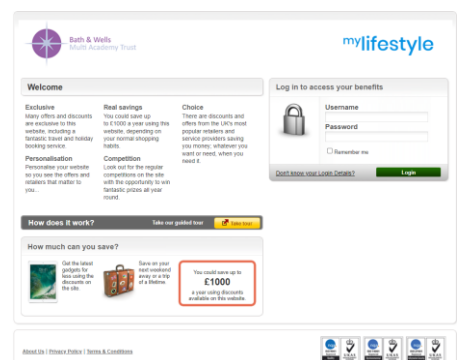 Bath & Wells
Multi Academy Trust
mylifestyle
Welcome
Exclusive
Many offers and discounts
are exclusive to this
website, including a
fantastic travel and holiday
booking service
Personalisation
Personalise your website
so you see the offers and
retailers that matter to
you...
Real savings
You could save up
to £1000 a year using this
website, depending on
your normal shopping
habits.
Competition
Look out for the regular
competitions on the site
with the opportunity to win
fantastic prizes all year
round.
Choice
There are discounts and
offers from the UK's most
popular retailers and
service providers saving
you money; whatever you
want or need, when you
need it.
Log in to access your benefits
Username
Password
Remember me
Don't know your Login Details?
Login
How does it work?
Take our guided tour
Take tour
How much can you save?
Get the latest
gadgets for
less using the
discounts on
the site.
Save on your
next weekend
away or a trip
of a lifetime.
You could save up to
£1000
a year using discounts
available on this website.
About Us | Privacy Policy | Terms & Conditions